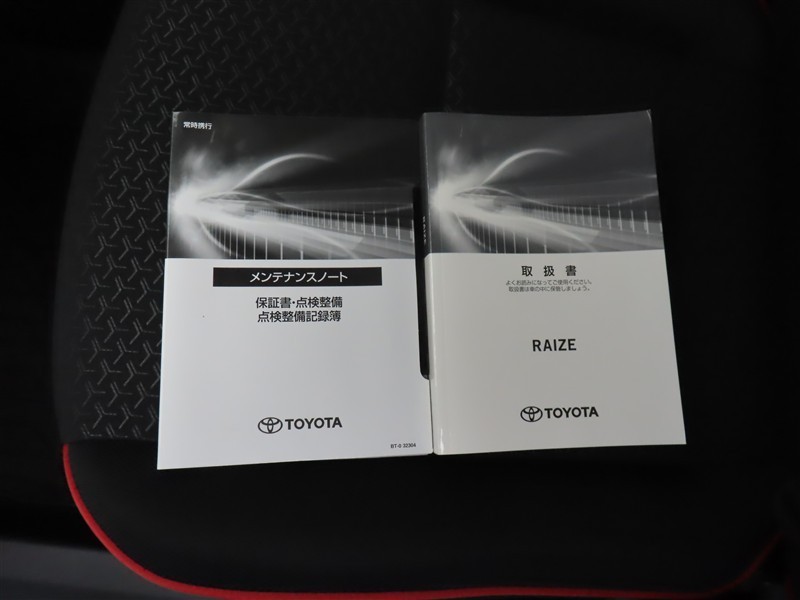 常時携行
メンテナンスノート
保証書・点検整備
点検整備記録簿
TOYOTA
BT-8 32304
取扱書
よくお読みになってご使用ください。
取扱書は車の中に保管しましょう。
RAIZE
TOYOTA